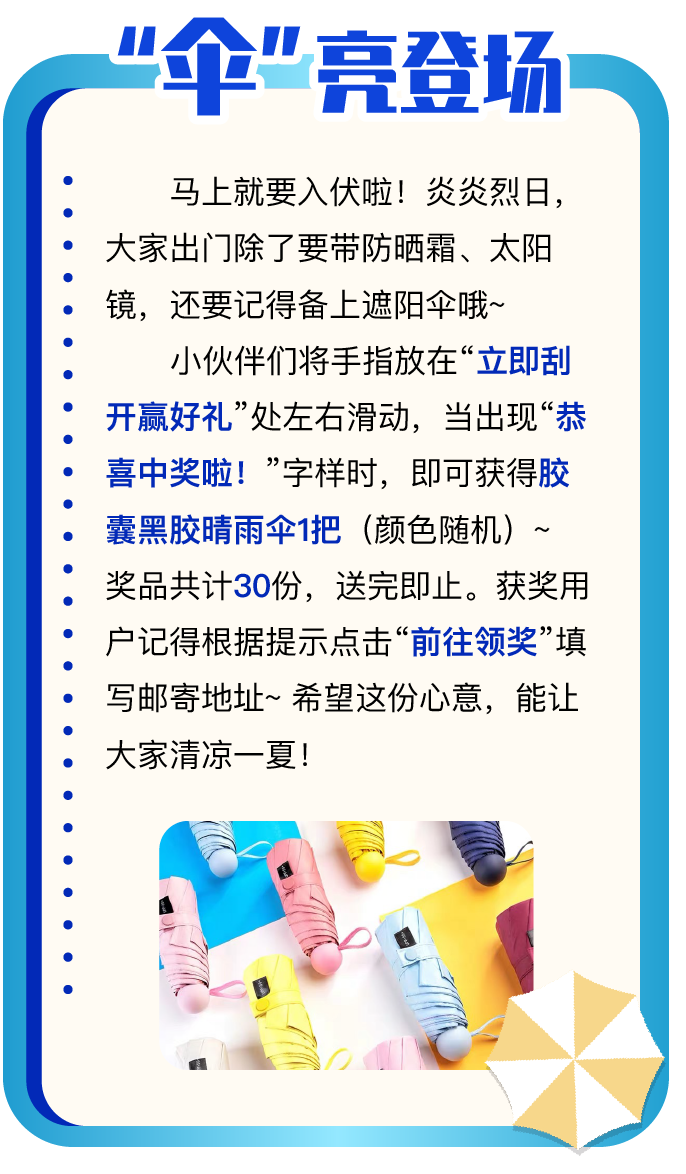 “伞”亮登场
马上就要入伏啦！炎炎烈日，
大家出门除了要带防晒霜、太阳
镜，还要记得备上遮阳伞哦~
小伙伴们将手指放在“立即刮
开赢好礼”处左右滑动，当出现“恭
喜中奖啦！”字样时，即可获得胶
囊黑胶晴雨伞1把（颜色随机）~
奖品共计30份，送完即止。获奖用
户记得根据提示点击“前往领奖”填
写邮寄地址~ 希望这份心意，能让
大家清凉一夏！